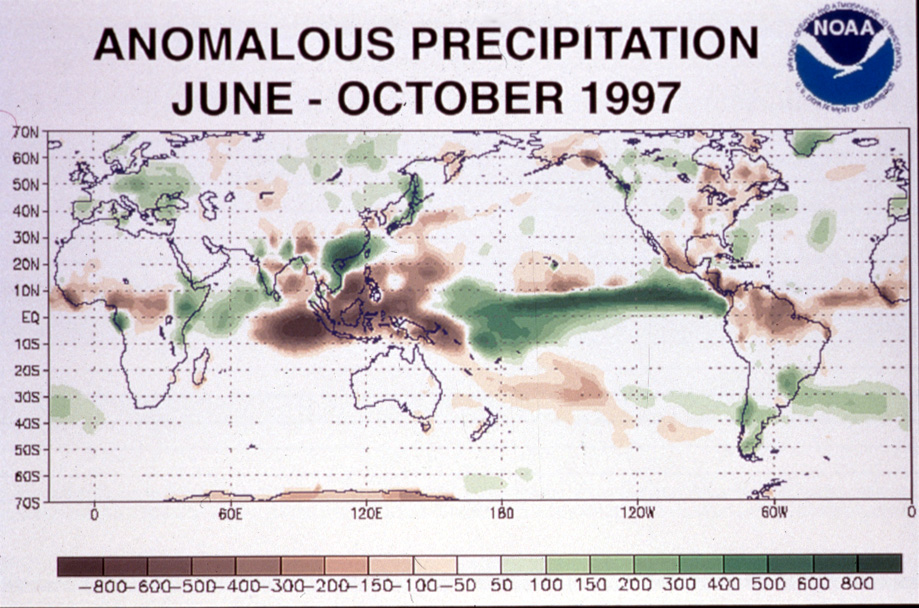 ANOMALOUS PRECIPITATION
JUNE - OCTOBER 1997
NOAA
70N
60N
50N
40N
30N
20N
10N
EQ
10S
20S
30S
40S
50S
60S
70S
0 60E 120E 180 120W 60W 0
-800 -600 -500 -400 -300 -200 -150 -100 -50 50 100 150 200 300 400 500 600 800